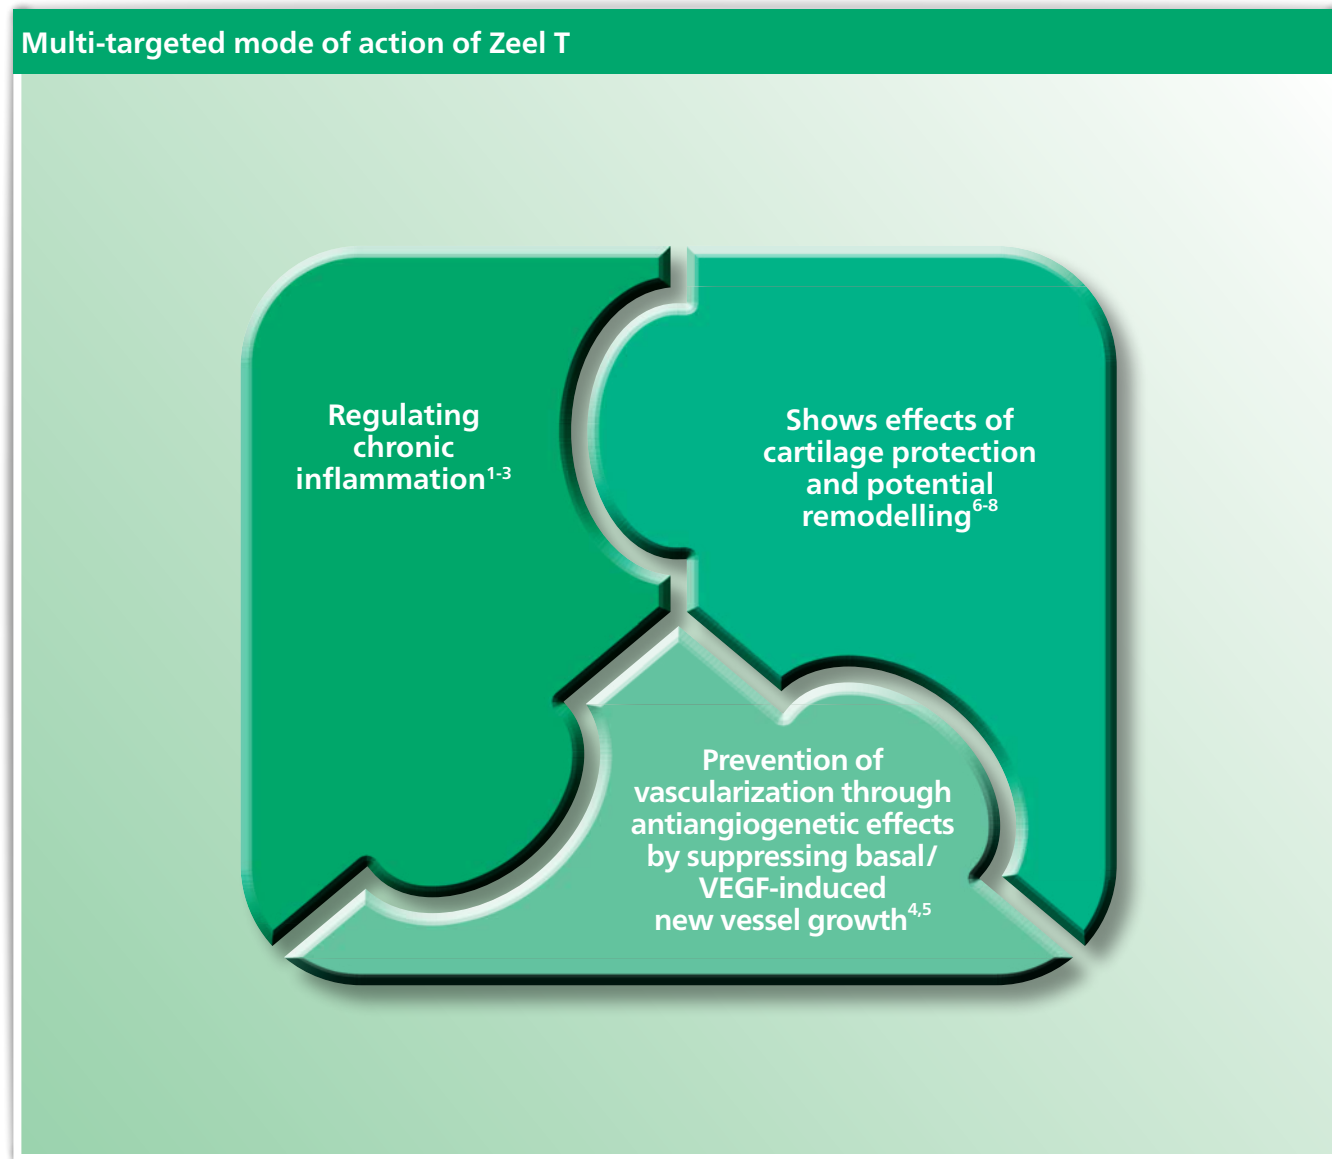 Multi-targeted mode of action of Zeel T
Regulating
chronic
inflammation1-3
Shows effects of
cartilage protection
and potential
remodelling6-8
Prevention of
vascularization through
antiangiogenetic effects
by suppressing basal/
VEGF-induced
new vessel growth4,5